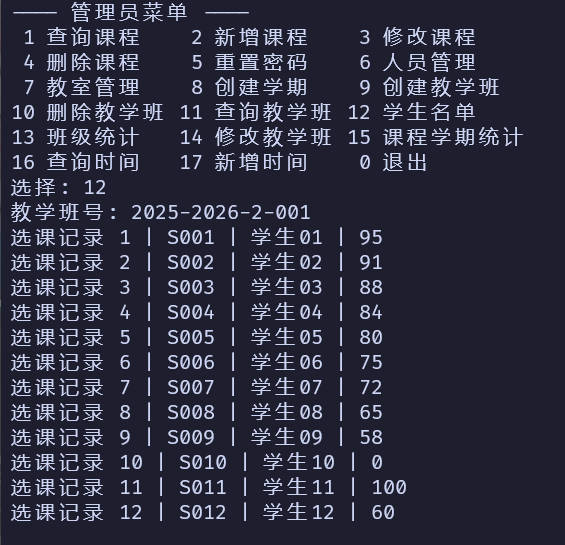 ——— 管理员菜单 ———
1 查询课程 2 新增课程 3 修改课程
4 删除课程 5 重置密码 6 人员管理
7 教室管理 8 创建学期 9 创建教学班
10 删除教学班 11 查询教学班 12 学生名单
13 班级统计 14 修改教学班 15 课程学期统计
16 查询时间 17 新增时间 0 退出
选择: 12
教学班号: 2025-2026-2-001
选课记录 1 | S001 | 学生01 | 95
选课记录 2 | S002 | 学生02 | 91
选课记录 3 | S003 | 学生03 | 88
选课记录 4 | S004 | 学生04 | 84
选课记录 5 | S005 | 学生05 | 80
选课记录 6 | S006 | 学生06 | 75
选课记录 7 | S007 | 学生07 | 72
选课记录 8 | S008 | 学生08 | 65
选课记录 9 | S009 | 学生09 | 58
选课记录 10 | S010 | 学生10 | 0
选课记录 11 | S011 | 学生11 | 100
选课记录 12 | S012 | 学生12 | 60